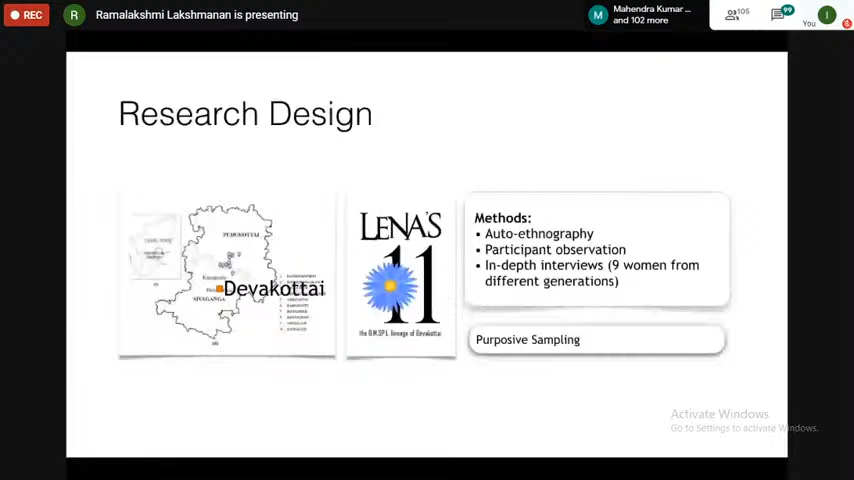 REC
R
Ramalakshmi Lakshmanan is presenting
M
Mahendra Kumar ...
and 102 more
105
99
You
I
Research Design
PUDUKOTTAI
Devakottai
SIVAGANGA
LENA'S
11
the O.M.SP.L lineage of Devakottai
Methods:
• Auto-ethnography
• Participant observation
• In-depth interviews (9 women from
different generations)
Purposive Sampling
Activate Windows
Go to Settings to activate Windows.